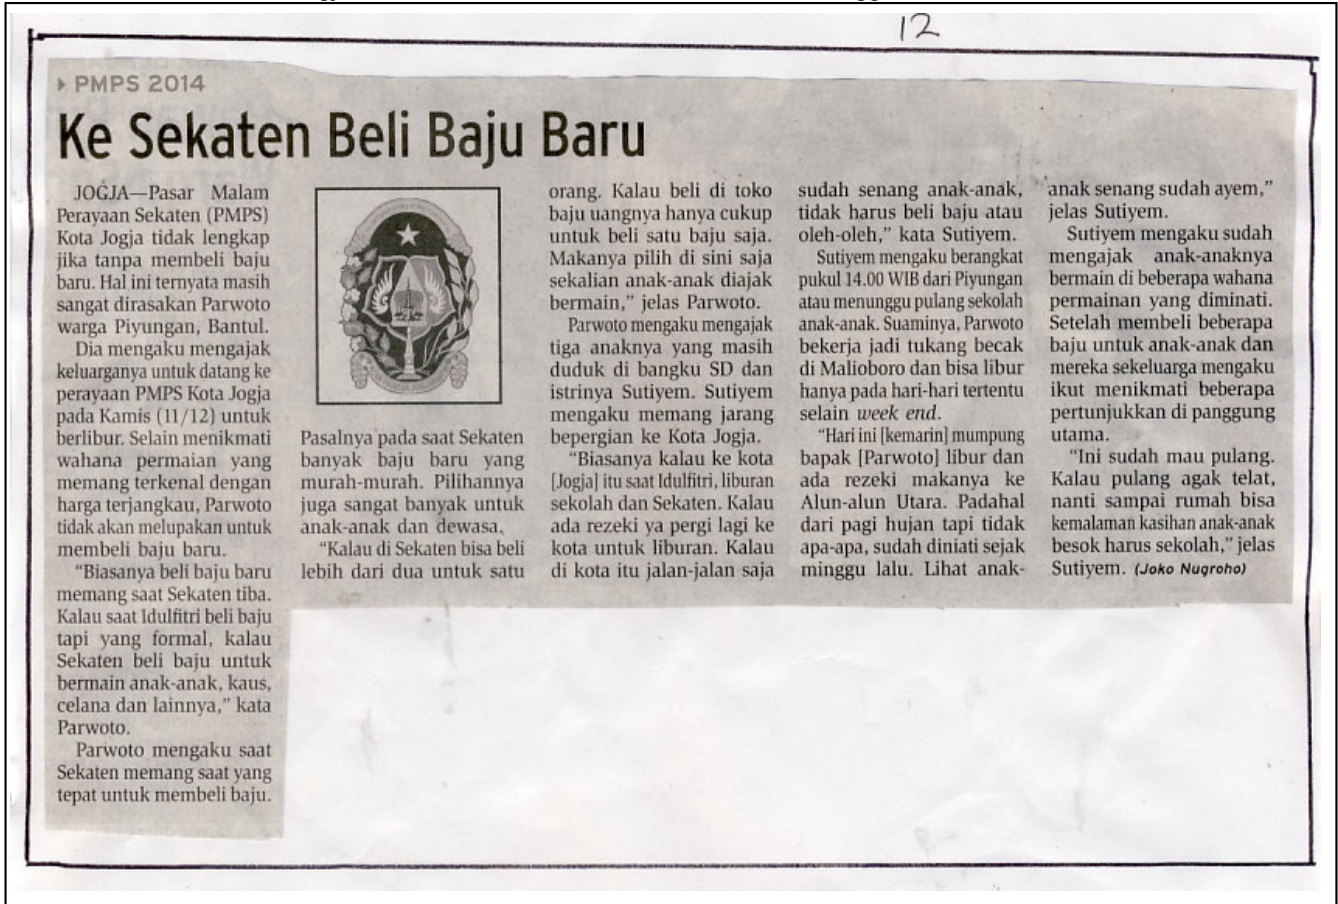 12
PMPS 2014
Ke Sekaten Beli Baju Baru
JOGJA—Pasar Malam
Perayaan Sekaten (PMPS)
Kota Jogja tidak lengkap
jika tanpa membeli baju
baru. Hal ini ternyata masih
sangat dirasakan Parwoto
warga Piyungan, Bantul.
Dia mengaku mengajak
keluarganya untuk datang ke
perayaan PMPS Kota Jogja
pada Kamis (11/12) untuk
berlibur. Selain menikmati
wahana permaian yang
memang terkenal dengan
harga terjangkau, Parwoto
tidak akan melupakan untuk
membeli baju baru.
“Biasanya beli baju baru
memang saat Sekaten tiba.
Kalau saat Idulfitri beli baju
tapi yang formal, kalau
Sekaten beli baju untuk
bermain anak-anak, kaus,
celana dan lainnya,” kata
Parwoto.
Parwoto mengaku saat
Sekaten memang saat yang
tepat untuk membeli baju.
Pasalnya pada saat Sekaten
banyak baju baru yang
murah-murah. Pilihannya
juga sangat banyak untuk
anak-anak dan dewasa.
“Kalau di Sekaten bisa beli
lebih dari dua untuk satu
orang. Kalau beli di toko
baju uangnya hanya cukup
untuk beli satu baju saja.
Makanya pilih di sini saja
sekalian anak-anak diajak
bermain,” jelas Parwoto.
Parwoto mengaku mengajak
tiga anaknya yang masih
duduk di bangku SD dan
istrinya Sutiyem. Sutiyem
mengaku memang jarang
bepergian ke Kota Jogja.
“Biasanya kalau ke kota
[Jogja] itu saat Idulfitri, liburan
sekolah dan Sekaten. Kalau
ada rezeki ya pergi lagi ke
kota untuk liburan. Kalau
di kota itu jalan-jalan saja
sudah senang anak-anak,
tidak harus beli baju atau
oleh-oleh,” kata Sutiyem.
Sutiyem mengaku berangkat
pukul 14.00 WIB dari Piyungan
atau menunggu pulang sekolah
anak-anak. Suaminya, Parwoto
bekerja jadi tukang becak
di Malioboro dan bisa libur
hanya pada hari-hari tertentu
selain week end.
“Hari ini [kemarin] mumpung
bapak [Parwoto] libur dan
ada rezeki makanya ke
Alun-alun Utara. Padahal
dari pagi hujan tapi tidak
apa-apa, sudah diniati sejak
minggu lalu. Lihat anak-
anak senang sudah ayem,”
jelas Sutiyem.
Sutiyem mengaku sudah
mengajak anak-anaknya
bermain di beberapa wahana
permainan yang diminati.
Setelah membeli beberapa
baju untuk anak-anak dan
mereka sekeluarga mengaku
ikut menikmati beberapa
pertunjukkan di panggung
utama.
“Ini sudah mau pulang.
Kalau pulang agak telat,
nanti sampai rumah bisa
kemalaman kasihan anak-anak
besok harus sekolah,” jelas
Sutiyem. (Joko Nugroho)